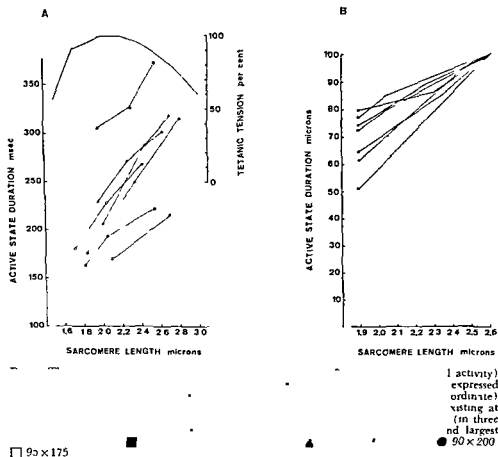 A
B
ACTIVE STATE DURATION msec
350
300
250
200
150
100
100
50
0
TETANIC TENSION per cent
1.6 1.8 2.0 2.2 2.4 2.6 2.8 3.0
SARCOMERE LENGTH microns
ACTIVE STATE DURATION microns
100
90
80
70
60
50
40
30
20
10
1.9 2 2.1 2.2 2.3 2.4 2.5 2.6
SARCOMERE LENGTH microns
l activity)
expressed
ordinate)
xisting at
(in three
nd largest
□ 95 × 175
■
▲
● 90 × 200